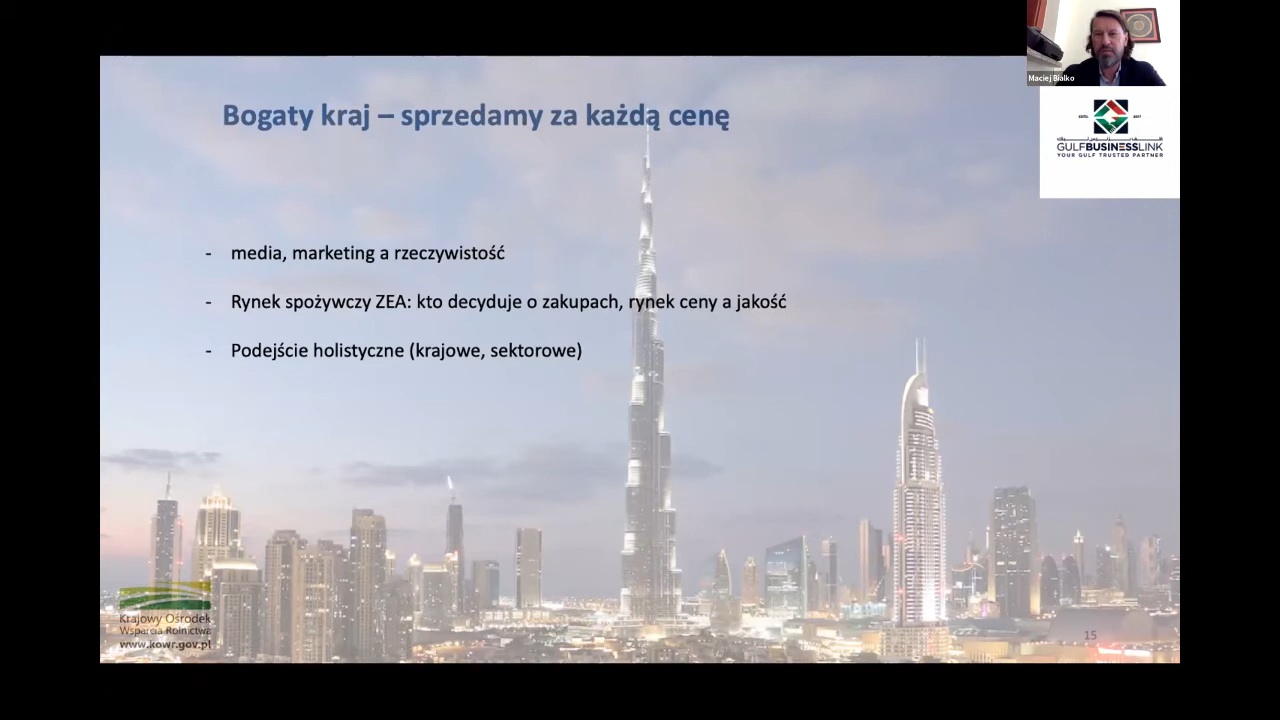 Bogaty kraj – sprzedamy za każdą cenę
- media, marketing a rzeczywistość
- Rynek spożywczy ZEA: kto decyduje o zakupach, rynek ceny a jakość
- Podejście holistyczne (krajowe, sektorowe)
Krajowy Ośrodek
Wsparcia Rolnictwa
www.kowr.gov.pl
15
Maciej Bialko
GULFBUSINESSLINK
YOUR GULF TRUSTED PARTNER